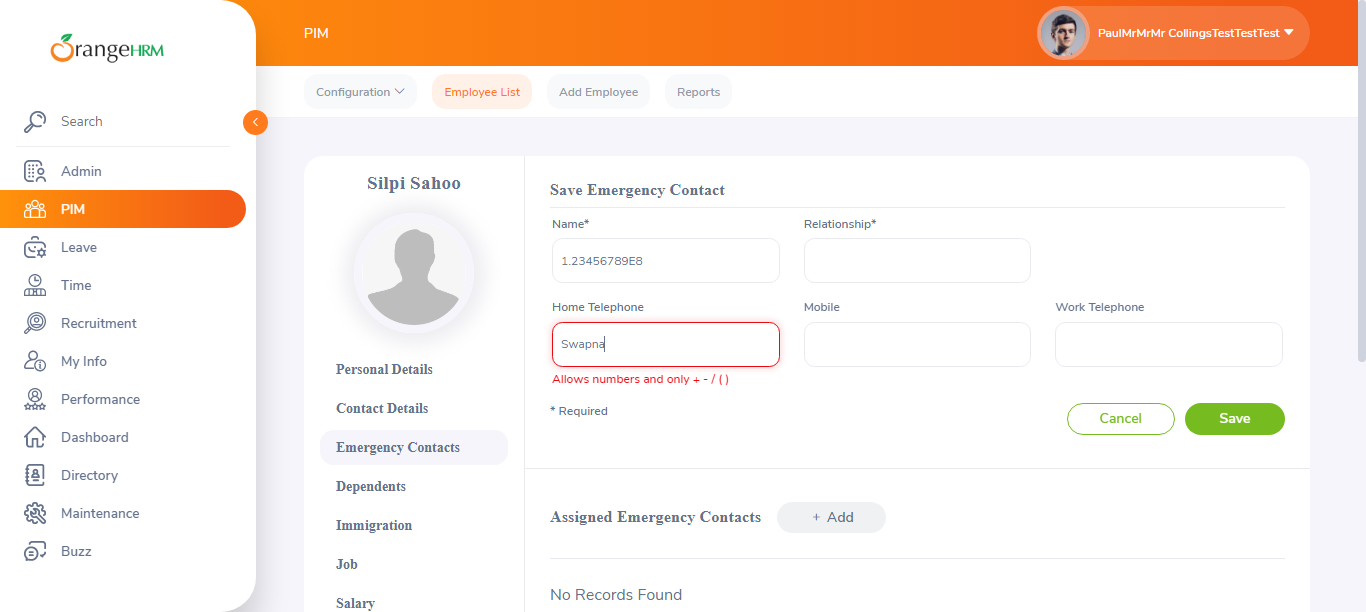 OrangeHRM
Search
Admin
PIM
Leave
Time
Recruitment
My Info
Performance
Dashboard
Directory
Maintenance
Buzz
PIM
PaulMrMrMr CollingsTestTestTest
Configuration
Employee List
Add Employee
Reports
Silpi Sahoo
Personal Details
Contact Details
Emergency Contacts
Dependents
Immigration
Job
Salary
Save Emergency Contact
Name*
Relationship*
1.23456789E8
Home Telephone
Mobile
Work Telephone
Swapna
Allows numbers and only + - / ( )
* Required
Cancel
Save
Assigned Emergency Contacts
+ Add
No Records Found